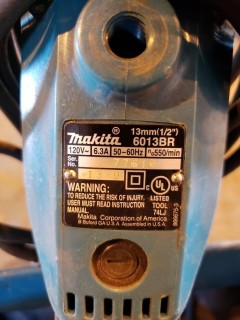 13mm(1/2")
Makita® 6013BR
120V~ 6.3A 50-60Hz n₀550/min
Ser.
No.
WARNING:
TO REDUCE THE RISK OF INJURY,
USER MUST READ INSTRUCTION
MANUAL.
UL ® LISTED
TOOL
74LJ
Makita Corporation of America
Buford GA U.S.A. Assembled in U.S.A.